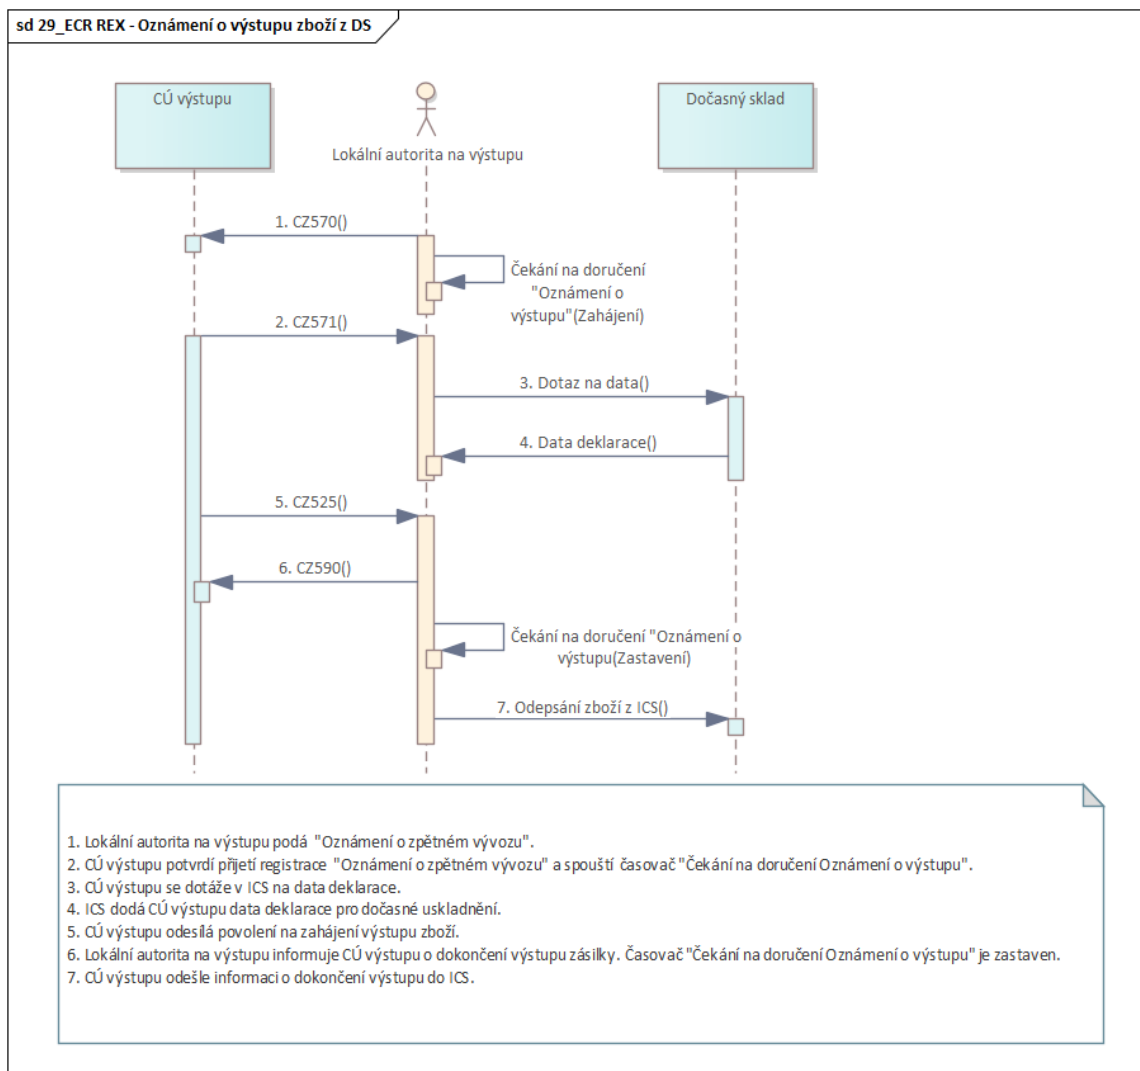 sd 29_ECR REX - Oznámení o výstupu zboží z DS
CÚ výstupu
Lokální autorita na výstupu
Dočasný sklad
1. CZ570()
Čekání na doručení
"Oznámení o
výstupu"(Zahájení)
2. CZ571()
3. Dotaz na data()
4. Data deklarace()
5. CZ525()
6. CZ590()
Čekání na doručení "Oznámení o
výstupu(Zastavení)
7. Odepsání zboží z ICS()
1. Lokální autorita na výstupu podá "Oznámení o zpětném vývozu".
2. CÚ výstupu potvrdí přijetí registrace "Oznámení o zpětném vývozu" a spouští časovač "Čekání na doručení Oznámení o výstupu".
3. CÚ výstupu se dotáže v ICS na data deklarace.
4. ICS dodá CÚ výstupu data deklarace pro dočasné uskladnění.
5. CÚ výstupu odesílá povolení na zahájení výstupu zboží.
6. Lokální autorita na výstupu informuje CÚ výstupu o dokončení výstupu zásilky. Časovač "Čekání na doručení Oznámení o výstupu" je zastaven.
7. CÚ výstupu odešle informaci o dokončení výstupu do ICS.